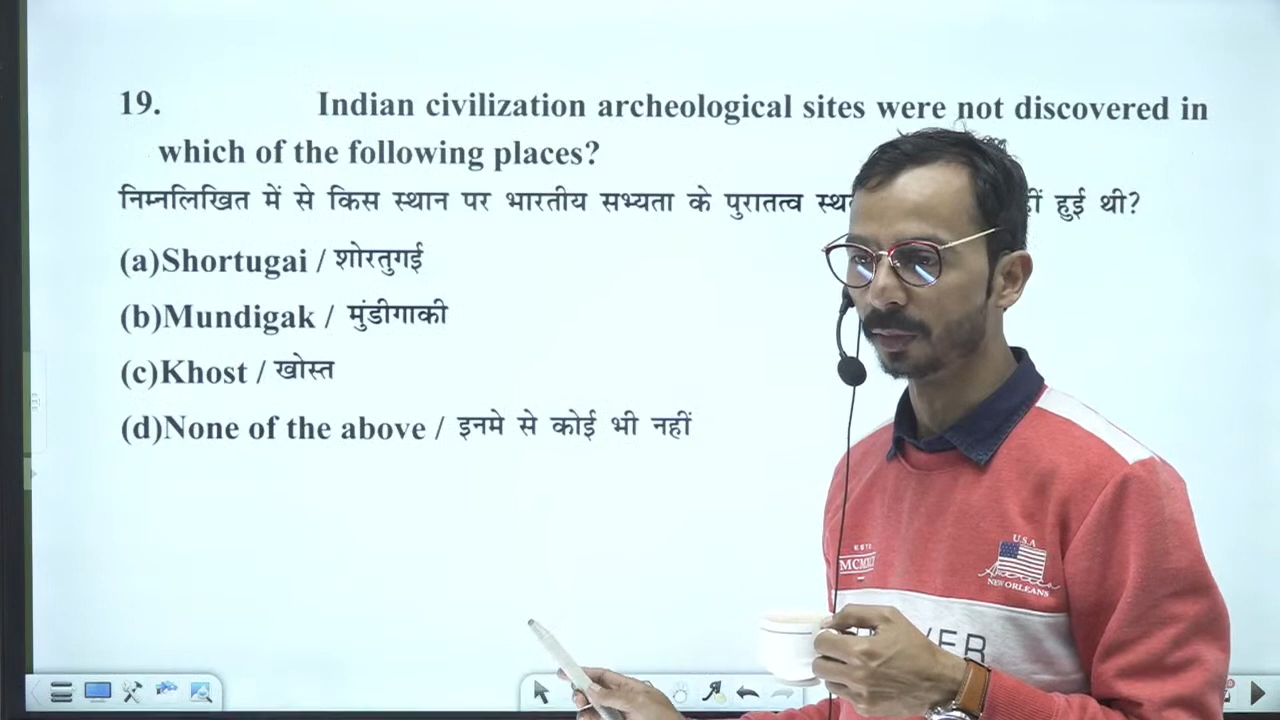 19. Indian civilization archeological sites were not discovered in
which of the following places?
निम्नलिखित में से किस स्थान पर भारतीय सभ्यता के पुरातत्व हुई थी?
(a)Shortugai / शोरतुगई
(b)Mundigak / मुंडीगाकी
(c)Khost / खोस्त
(d)None of the above / इनमे से कोई भी नहीं
U.S.A
NEW ORLEANS